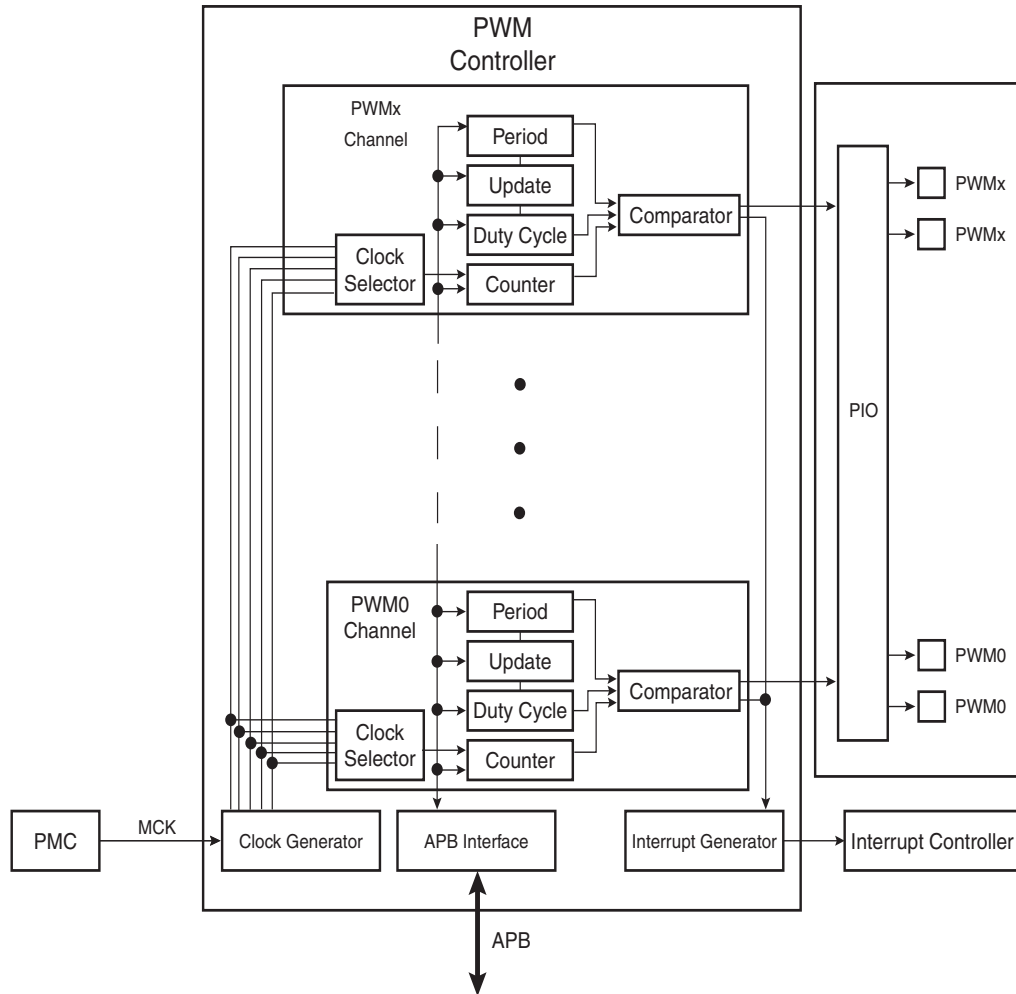 PWM
Controller
PWMx
Channel
Period
Update
Duty Cycle
Counter
Clock
Selector
Comparator
PIO
PWMx
PWMx
PWM0
Channel
Period
Update
Duty Cycle
Counter
Clock
Selector
Comparator
PWM0
PWM0
PMC
MCK
Clock Generator
APB Interface
Interrupt Generator
Interrupt Controller
APB